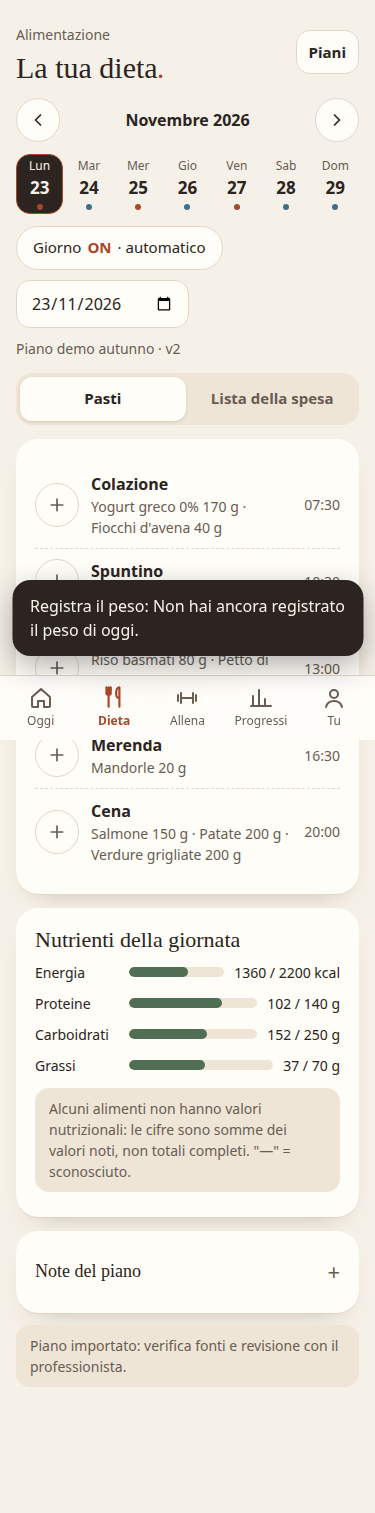 Alimentazione
La tua dieta.
Piani
Novembre 2026
Lun Mar Mer Gio Ven Sab Dom
23 24 25 26 27 28 29
Giorno ON · automatico
23/11/2026
Piano demo autunno · v2
Pasti
Lista della spesa
Colazione
Yogurt greco 0% 170 g ·
Fiocchi d'avena 40 g
07:30
Spuntino
Registra il peso: Non hai ancora registrato
il peso di oggi.
Riso basmati 80 g · Petto di
13:00
Oggi
Dieta
Allena
Progressi
Tu
Merenda
Mandorle 20 g
16:30
Cena
Salmone 150 g · Patate 200 g ·
Verdure grigliate 200 g
20:00
Nutrienti della giornata
Energia 1360 / 2200 kcal
Proteine 102 / 140 g
Carboidrati 152 / 250 g
Grassi 37 / 70 g
Alcuni alimenti non hanno valori
nutrizionali: le cifre sono somme dei
valori noti, non totali completi. "—" =
sconosciuto.
Note del piano
Piano importato: verifica fonti e revisione con il
professionista.